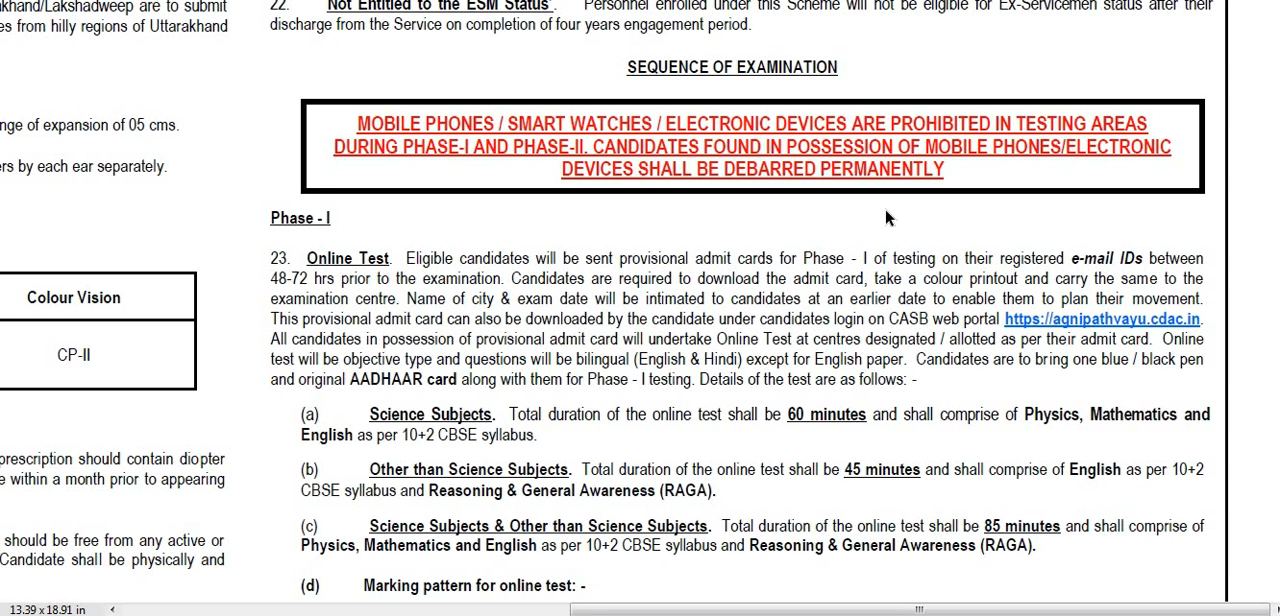 khand/Lakshadweep are to submit
es from hilly regions of Uttarakhand
nge of expansion of 05 cms.
ers by each ear separately.
Colour Vision
CP-II
prescription should contain diopter
e within a month prior to appearing
should be free from any active or
Candidate shall be physically and
22. Not Entitled to the ESM Status'. Personnel enrolled under this Scheme will not be eligible for Ex-Servicemen status after their
discharge from the Service on completion of four years engagement period.
SEQUENCE OF EXAMINATION
MOBILE PHONES / SMART WATCHES / ELECTRONIC DEVICES ARE PROHIBITED IN TESTING AREAS
DURING PHASE-I AND PHASE-II. CANDIDATES FOUND IN POSSESSION OF MOBILE PHONES/ELECTRONIC
DEVICES SHALL BE DEBARRED PERMANENTLY
Phase - I
23. Online Test. Eligible candidates will be sent provisional admit cards for Phase - I of testing on their registered e-mail IDs between
48-72 hrs prior to the examination. Candidates are required to download the admit card, take a colour printout and carry the same to the
examination centre. Name of city & exam date will be intimated to candidates at an earlier date to enable them to plan their movement.
This provisional admit card can also be downloaded by the candidate under candidates login on CASB web portal https://agnipathvayu.cdac.in.
All candidates in possession of provisional admit card will undertake Online Test at centres designated / allotted as per their admit card. Online
test will be objective type and questions will be bilingual (English & Hindi) except for English paper. Candidates are to bring one blue / black pen
and original AADHAAR card along with them for Phase - I testing. Details of the test are as follows: -
(a) Science Subjects. Total duration of the online test shall be 60 minutes and shall comprise of Physics, Mathematics and
English as per 10+2 CBSE syllabus.
(b) Other than Science Subjects. Total duration of the online test shall be 45 minutes and shall comprise of English as per 10+2
CBSE syllabus and Reasoning & General Awareness (RAGA).
(c) Science Subjects & Other than Science Subjects. Total duration of the online test shall be 85 minutes and shall comprise of
Physics, Mathematics and English as per 10+2 CBSE syllabus and Reasoning & General Awareness (RAGA).
(d) Marking pattern for online test: -
13.39 x 18.91 in